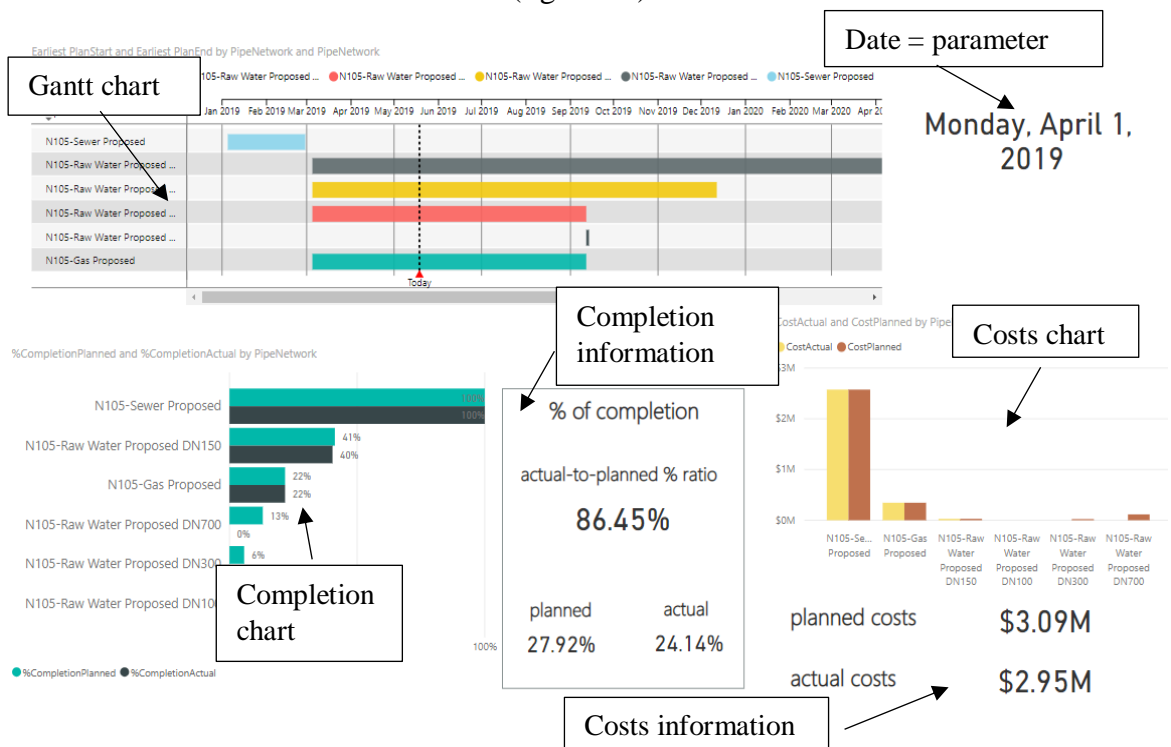 Date = parameter
Monday, April 1,
2019
Earliest PlanStart and Earliest PlanEnd by PipeNetwork and PipeNetwork
Gantt chart
N105-Raw Water Proposed ... N105-Raw Water Proposed ... N105-Raw Water Proposed ... N105-Raw Water Proposed ... N105-Sewer Proposed
Jan 2019 Feb 2019 Mar 2019 Apr 2019 May 2019 Jun 2019 Jul 2019 Aug 2019 Sep 2019 Oct 2019 Nov 2019 Dec 2019 Jan 2020 Feb 2020 Mar 2020 Apr 20
N105-Sewer Proposed
N105-Raw Water Proposed ...
N105-Raw Water Proposed ...
N105-Raw Water Proposed ...
N105-Raw Water Proposed ...
N105-Gas Proposed
Today
Completion
information
%CompletionPlanned and %CompletionActual by PipeNetwork
N105-Sewer Proposed 100%
100%
N105-Raw Water Proposed DN150 41%
40%
N105-Gas Proposed 22%
22%
N105-Raw Water Proposed DN700 13%
0%
N105-Raw Water Proposed DN300 6%
N105-Raw Water Proposed DN100
100%
Completion
chart
%CompletionPlanned %CompletionActual
% of completion
actual-to-planned % ratio
86.45%
planned actual
27.92% 24.14%
CostActual and CostPlanned by Pipe
CostActual CostPlanned
Costs chart
$3M
$2M
$1M
$0M
N105-Se...
Proposed
N105-Gas
Proposed
N105-Raw
Water
Proposed
DN150
N105-Raw
Water
Proposed
DN100
N105-Raw
Water
Proposed
DN300
N105-Raw
Water
Proposed
DN700
planned costs $3.09M
actual costs $2.95M
Costs information